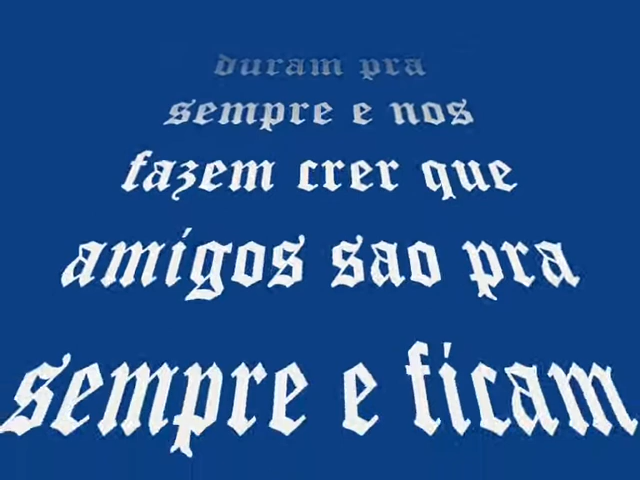 duram pra
sempre e nos
fazem crer que
amigos sao pra
sempre e ficam